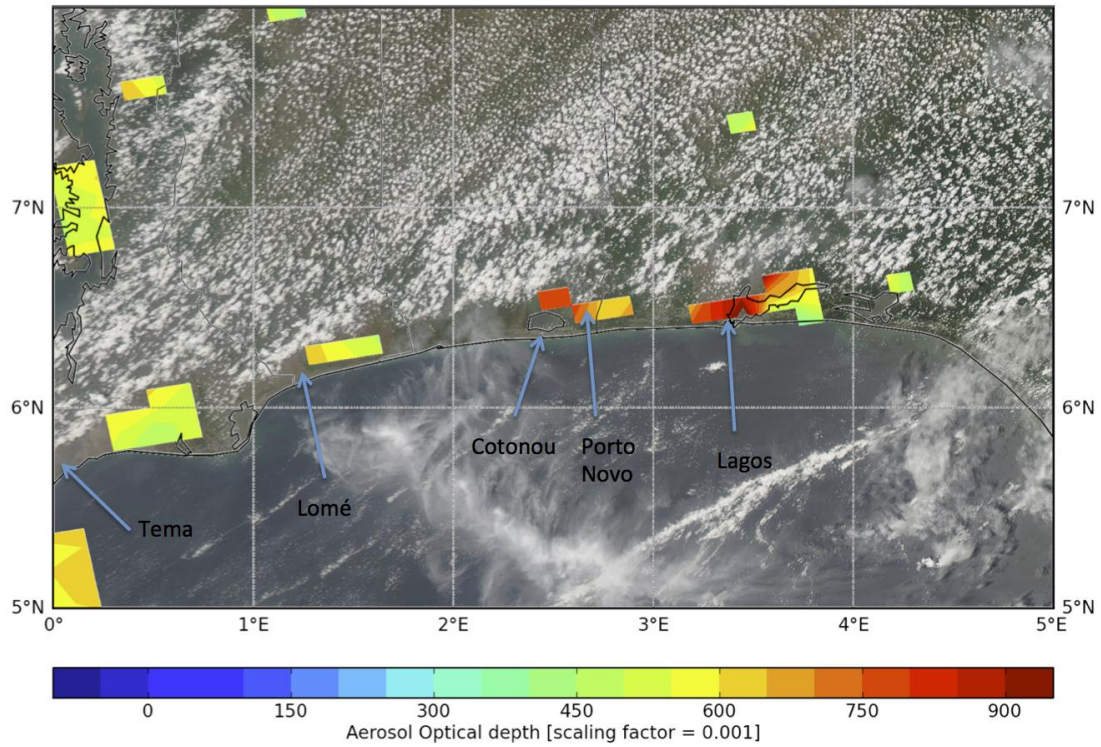 7°N
7°N
6°N
6°N
Cotonou
Porto
Novo
Lagos
Lomé
Tema
5°N
5°N
0°
1°E
2°E
3°E
4°E
5°E
0
150
300
450
600
750
900
Aerosol Optical depth [scaling factor = 0.001]